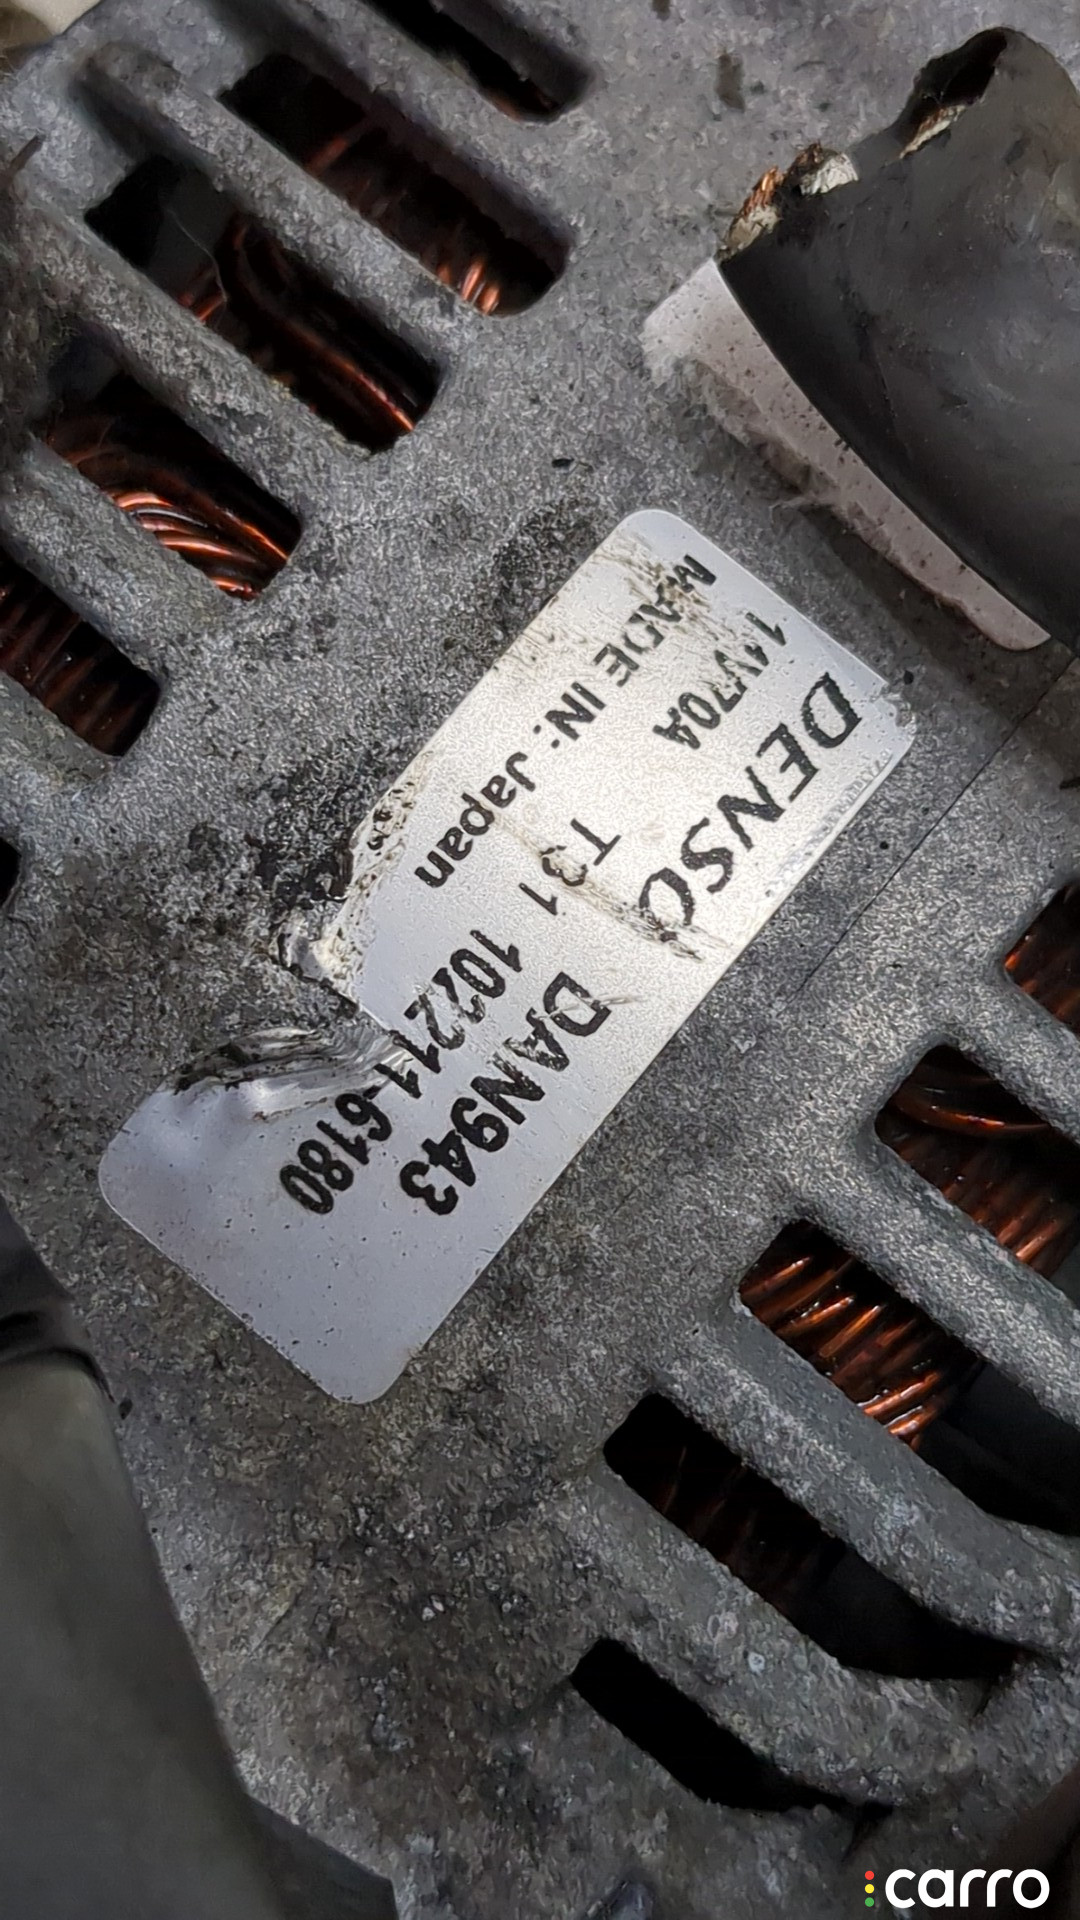 DENSO
DAN943
14V70A T31 102211-6180
MADE IN: Japan
carro